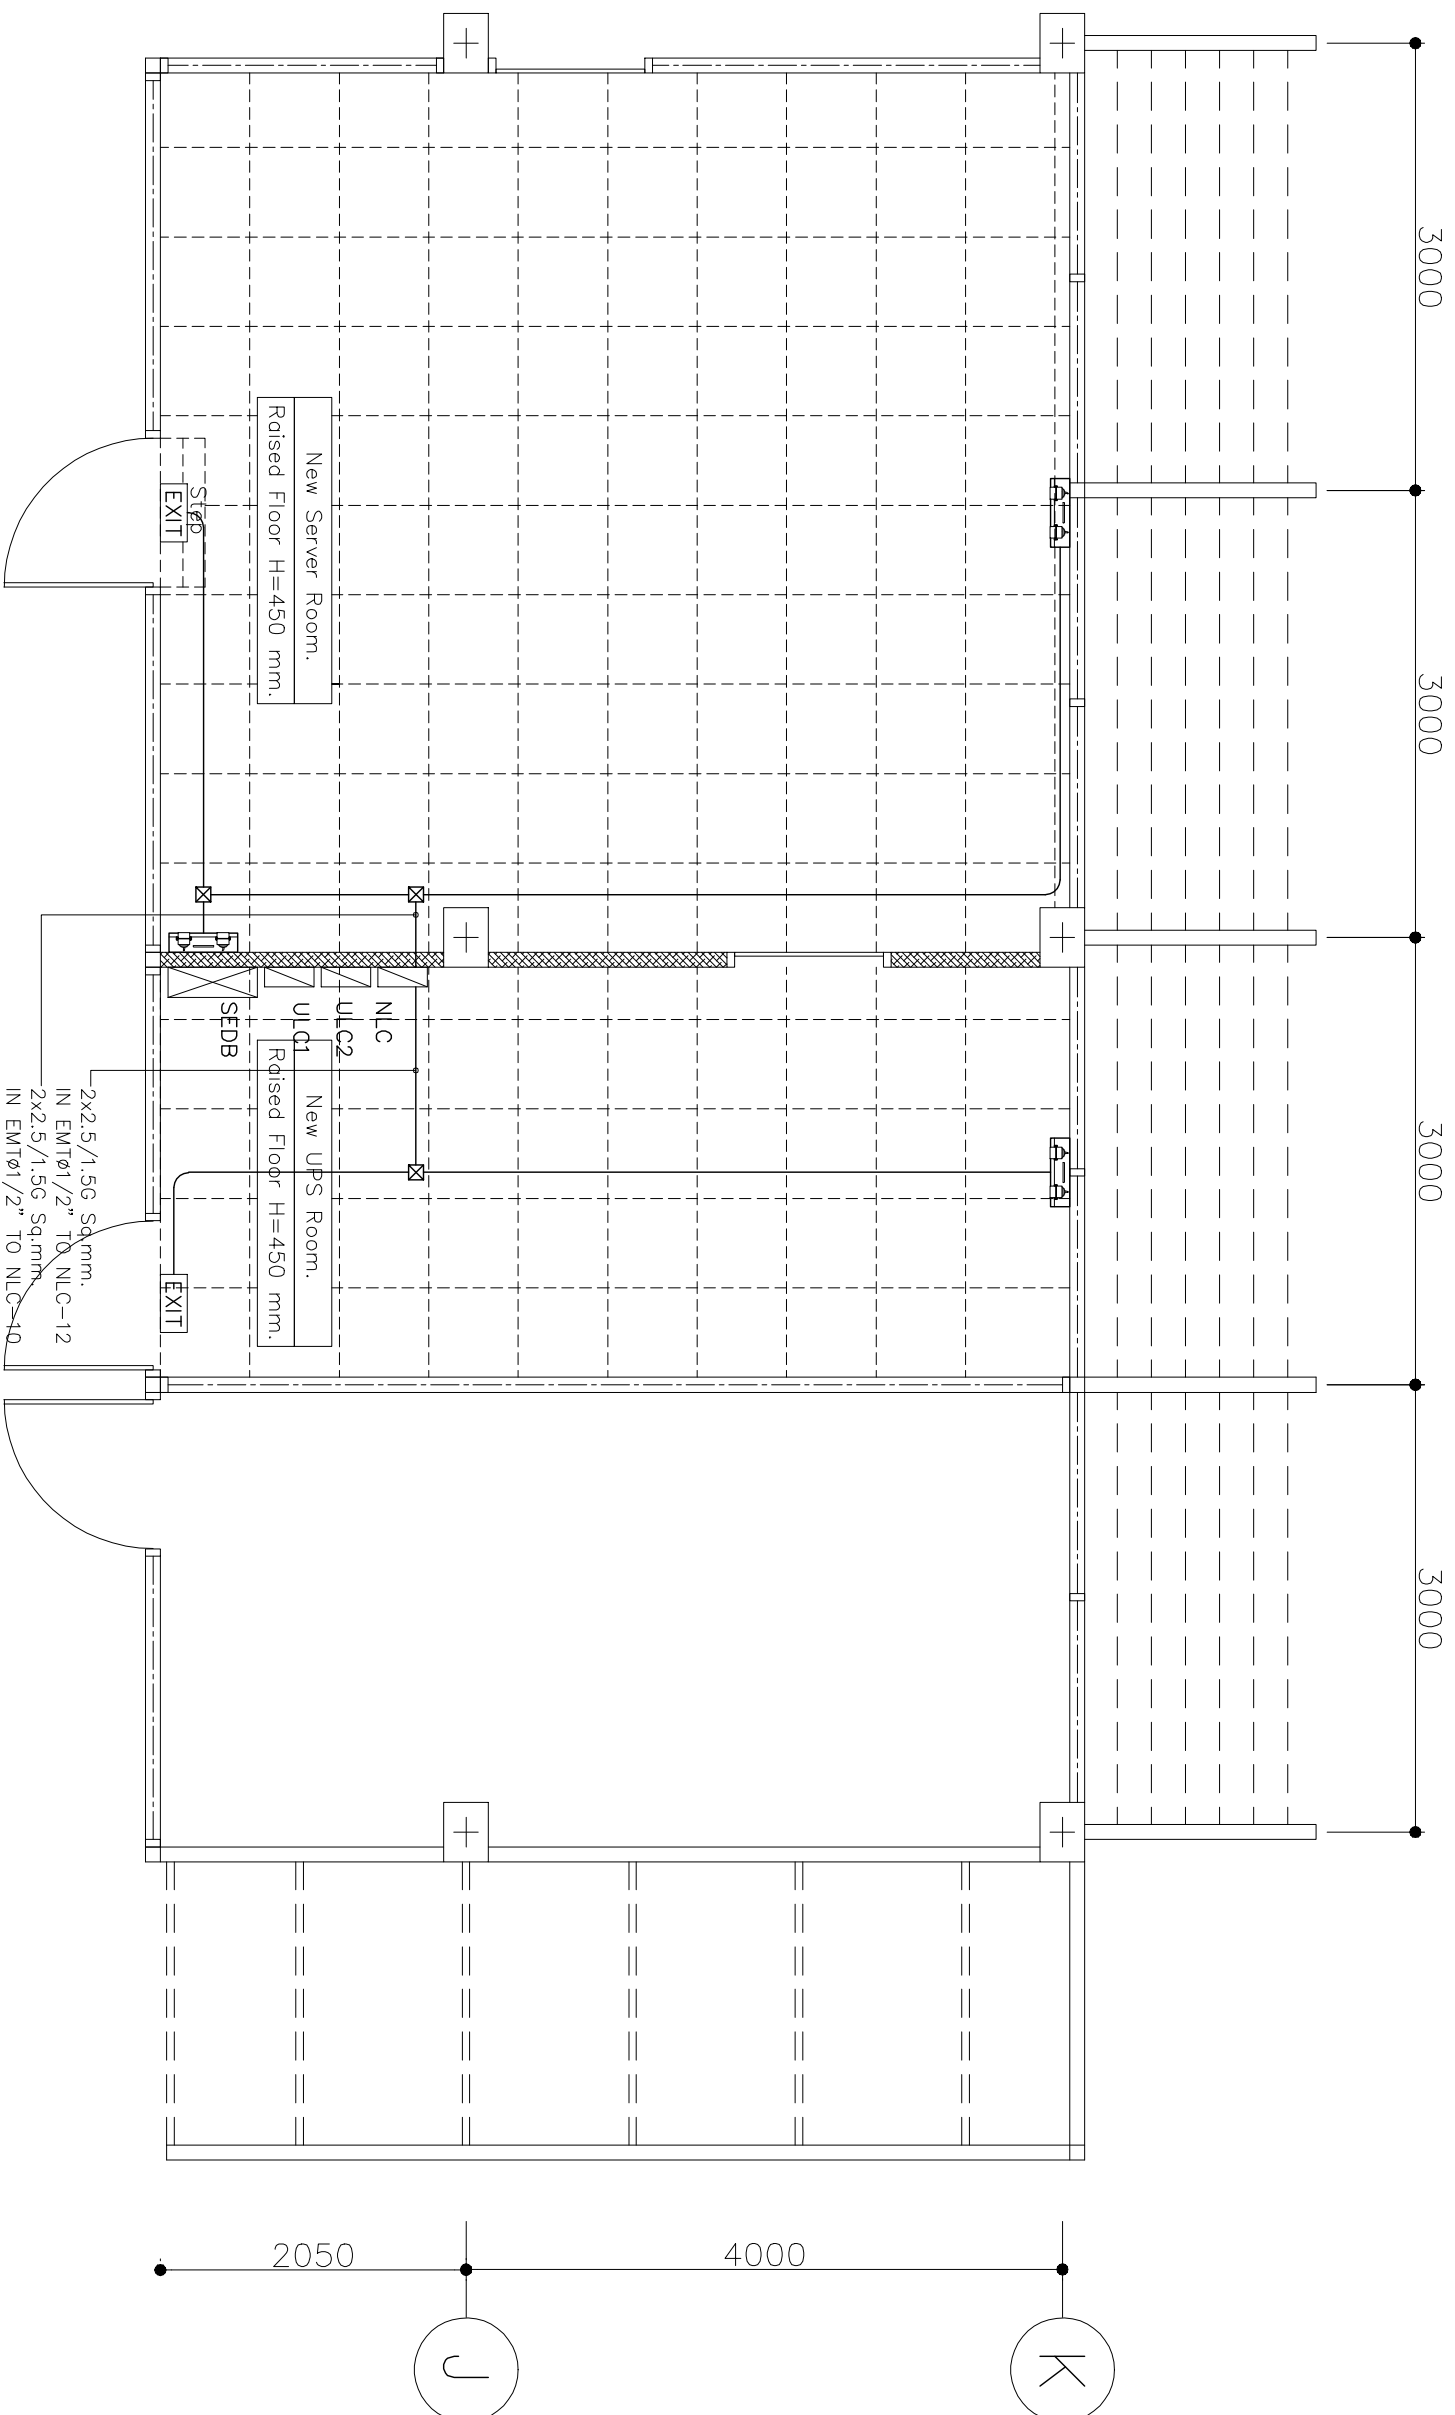 3000
3000
3000
3000
New Server Room.
Raised Floor H=450 mm.
Step
EXIT
NLC
ULC2
ULC1
SEDB
New UPS Room.
Raised Floor H=450 mm.
EXIT
2x2.5/1.5G Sq.mm.
IN EMTø1/2" TO NLC-12
2x2.5/1.5G Sq.mm.
IN EMTø1/2" TO NLC-10
2050
4000
J
K